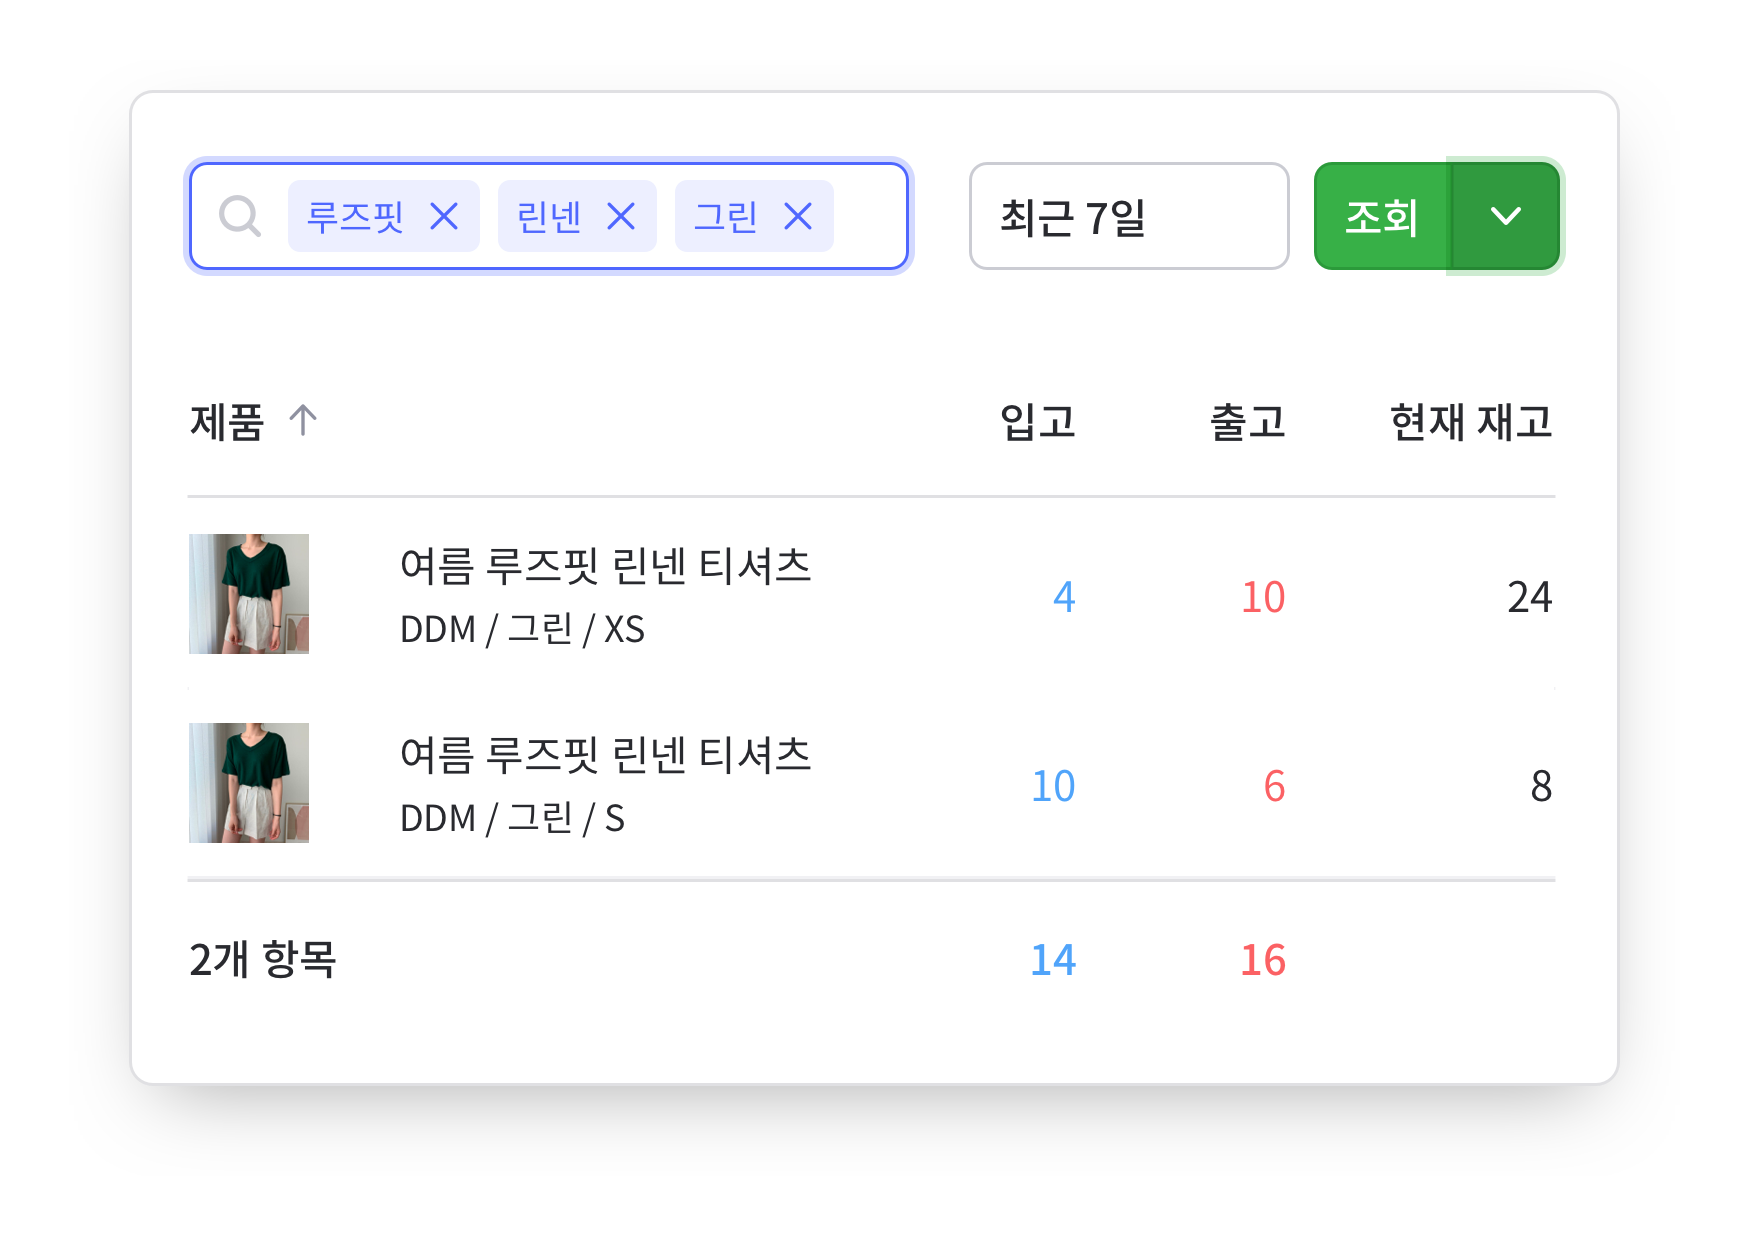 루즈핏 린넨 그린 최근 7일 조회
제품 입고 출고 현재 재고
여름 루즈핏 린넨 티셔츠
DDM / 그린 / XS
4 10 24
여름 루즈핏 린넨 티셔츠
DDM / 그린 / S
10 6 8
2개 항목 14 16